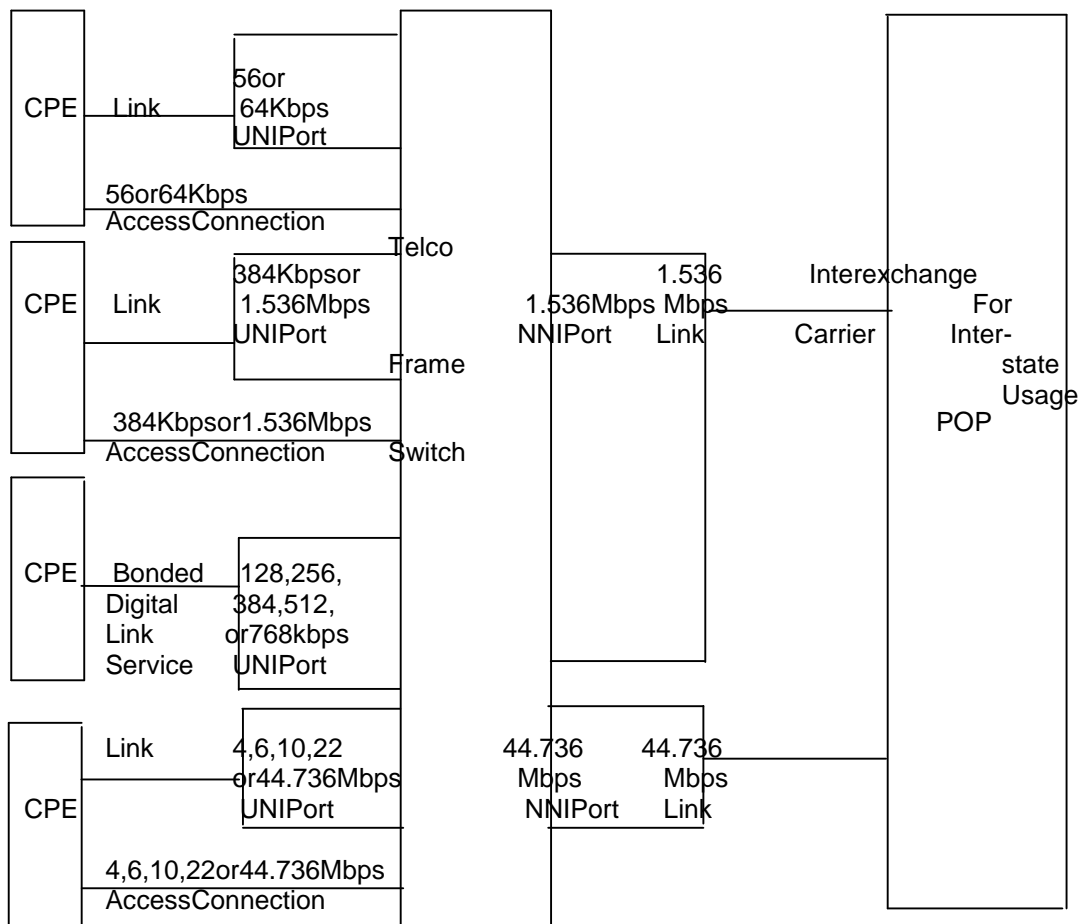 56or
CPE Link 64Kbps
UNIPort
56or64Kbps
AccessConnection
Telco
384Kbpsor 1.536 Interexchange
CPE Link 1.536Mbps 1.536Mbps Mbps For
UNIPort NNIPort Link Carrier Inter-
Frame state
Usage
384Kbpsor1.536Mbps POP
AccessConnection Switch
CPE Bonded 128,256,
Digital 384,512,
Link or768kbps
Service UNIPort
Link 4,6,10,22 44.736 44.736
or44.736Mbps Mbps Mbps
CPE UNIPort NNIPort Link
4,6,10,22or44.736Mbps
AccessConnection